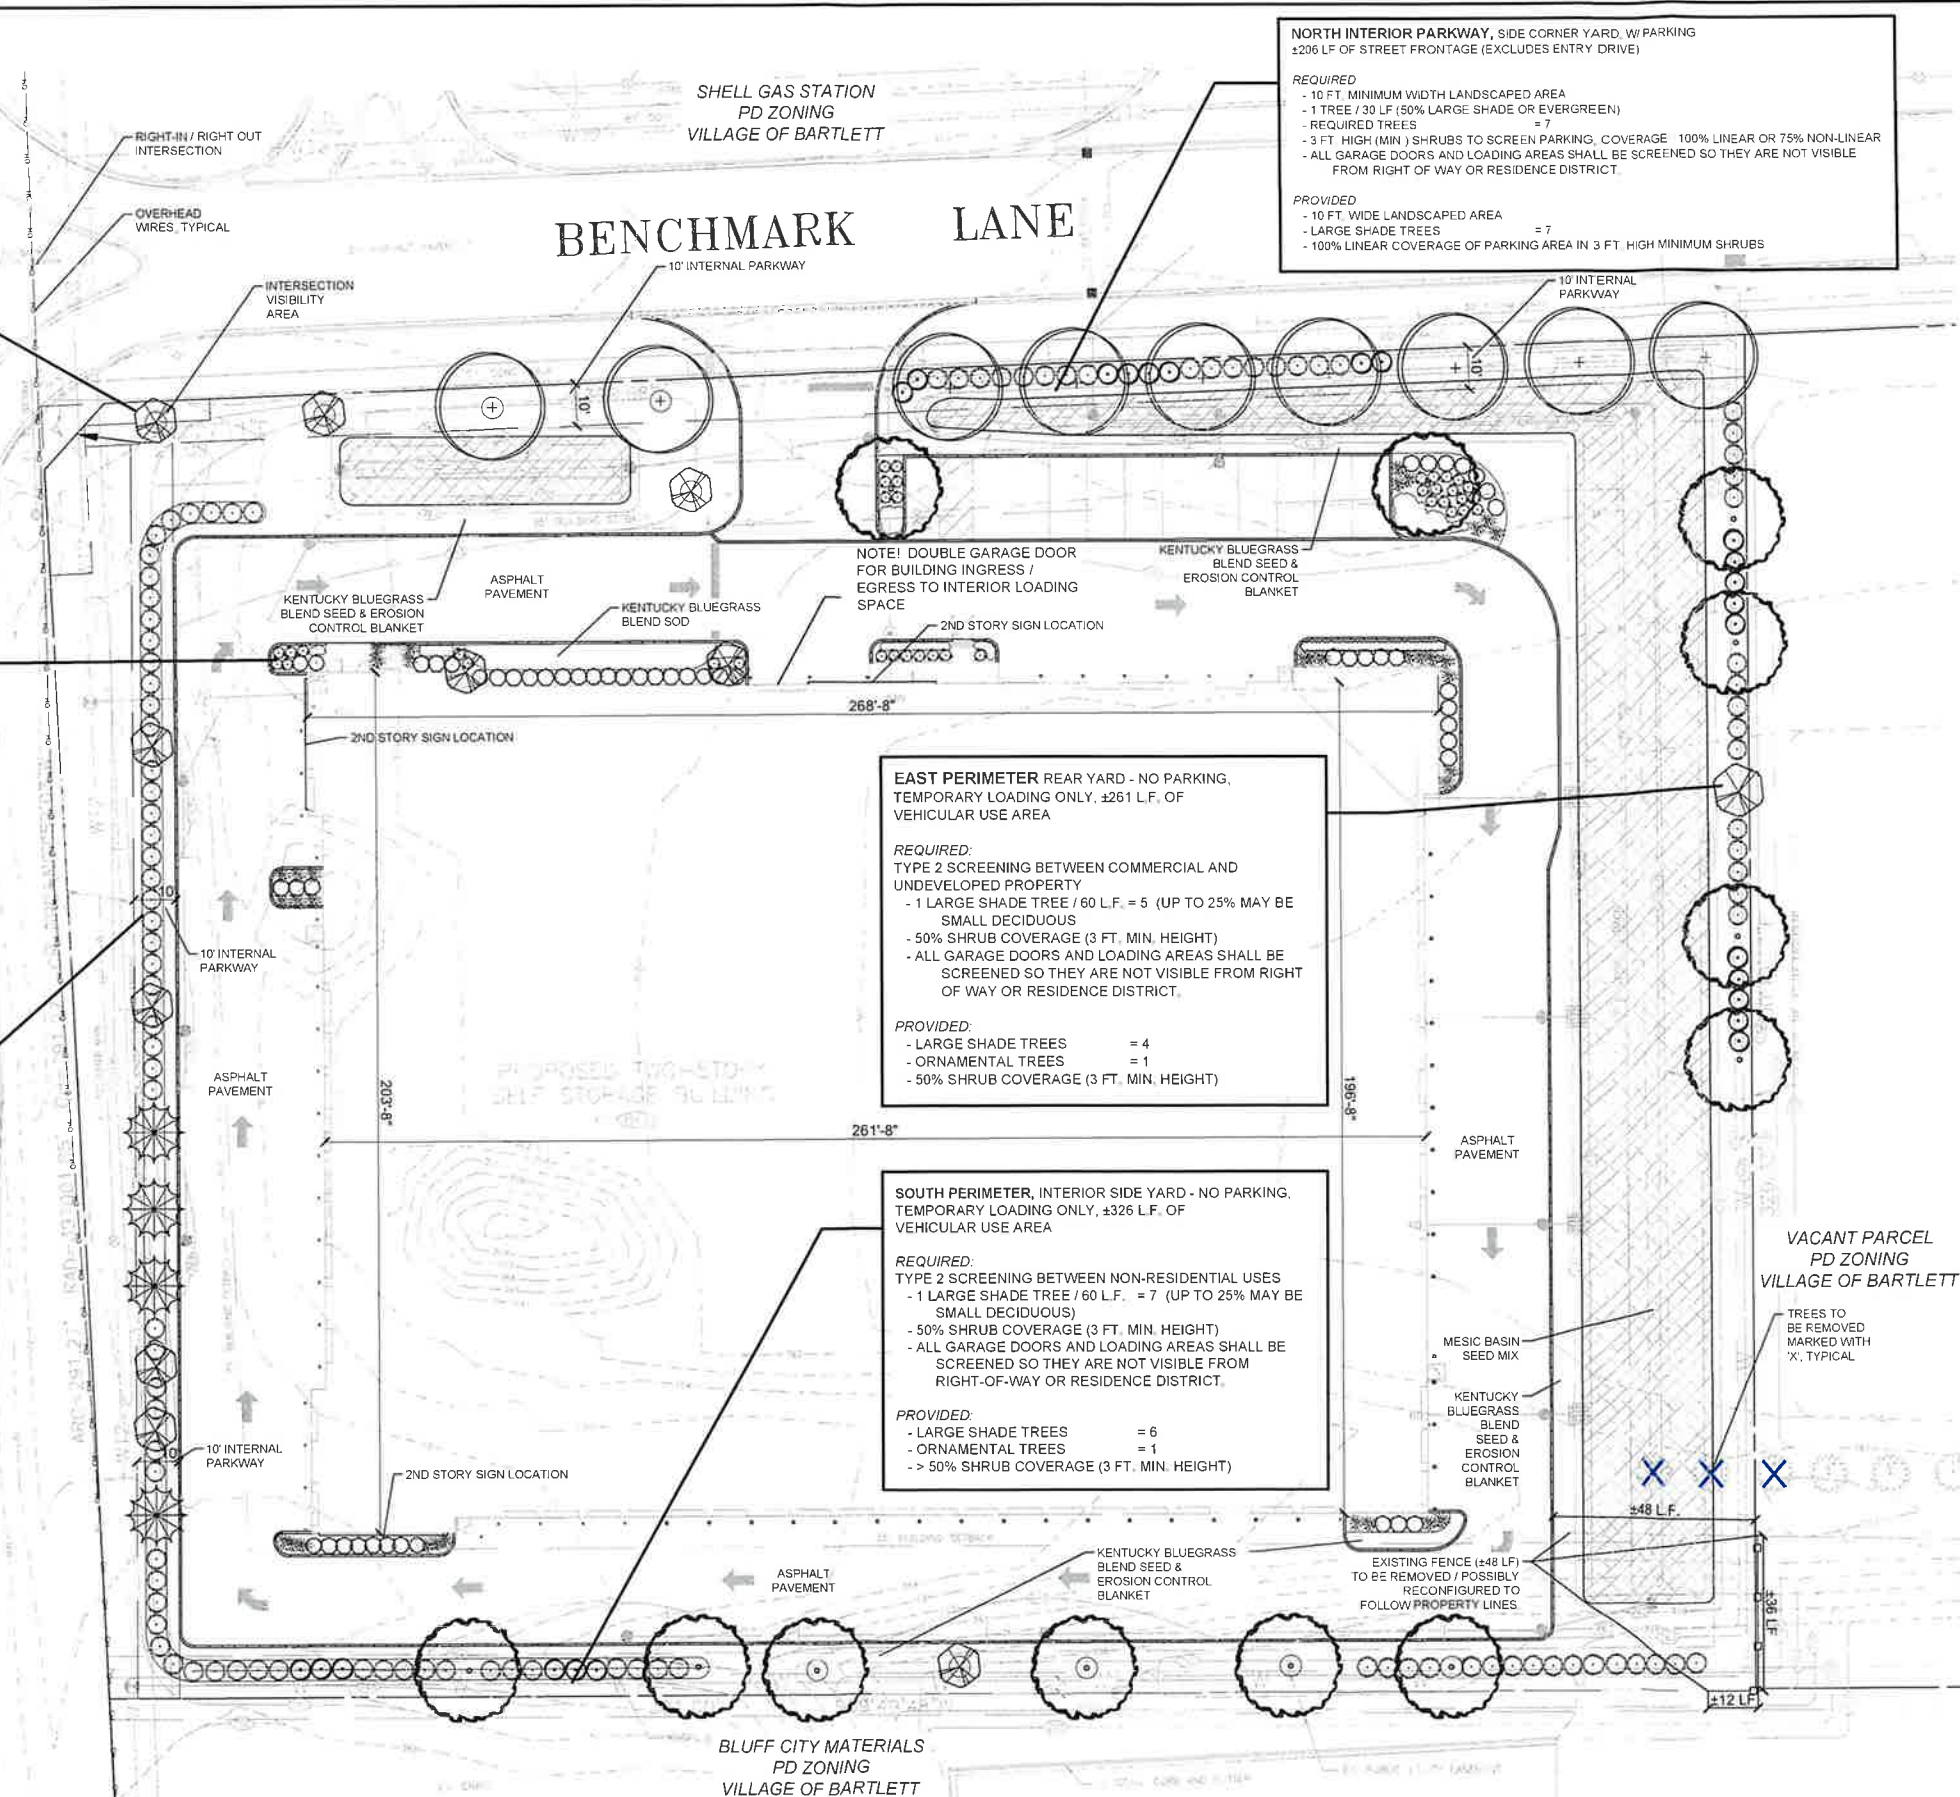 NORTH INTERIOR PARKWAY, SIDE CORNER YARD, W/ PARKING
±206 LF OF STREET FRONTAGE (EXCLUDES ENTRY DRIVE)
REQUIRED
- 10 FT. MINIMUM WIDTH LANDSCAPED AREA
- 1 TREE / 30 LF (50% LARGE SHADE OR EVERGREEN)
- REQUIRED TREES = 7
- 3 FT. HIGH (MIN.) SHRUBS TO SCREEN PARKING, COVERAGE 100% LINEAR OR 75% NON-LINEAR
- ALL GARAGE DOORS AND LOADING AREAS SHALL BE SCREENED SO THEY ARE NOT VISIBLE
FROM RIGHT OF WAY OR RESIDENCE DISTRICT.
PROVIDED
- 10 FT. WIDE LANDSCAPED AREA
- LARGE SHADE TREES = 7
- 100% LINEAR COVERAGE OF PARKING AREA IN 3 FT. HIGH MINIMUM SHRUBS
SHELL GAS STATION
PD ZONING
VILLAGE OF BARTLETT
RIGHT-IN / RIGHT OUT
INTERSECTION
OVERHEAD
WIRES, TYPICAL
BENCHMARK LANE
10' INTERNAL PARKWAY
INTERSECTION
VISIBILITY
AREA
10' INTERNAL
PARKWAY
10'
10'
KENTUCKY BLUEGRASS
BLEND SEED & EROSION
CONTROL BLANKET
ASPHALT
PAVEMENT
KENTUCKY BLUEGRASS
BLEND SOD
NOTE! DOUBLE GARAGE DOOR
FOR BUILDING INGRESS /
EGRESS TO INTERIOR LOADING
SPACE
KENTUCKY BLUEGRASS
BLEND SEED &
EROSION CONTROL
BLANKET
2ND STORY SIGN LOCATION
268'-8"
2ND STORY SIGN LOCATION
EAST PERIMETER REAR YARD - NO PARKING,
TEMPORARY LOADING ONLY, ±261 L.F. OF
VEHICULAR USE AREA
REQUIRED:
TYPE 2 SCREENING BETWEEN COMMERCIAL AND
UNDEVELOPED PROPERTY
- 1 LARGE SHADE TREE / 60 L.F. = 5 (UP TO 25% MAY BE
SMALL DECIDUOUS
- 50% SHRUB COVERAGE (3 FT. MIN. HEIGHT)
- ALL GARAGE DOORS AND LOADING AREAS SHALL BE
SCREENED SO THEY ARE NOT VISIBLE FROM RIGHT
OF WAY OR RESIDENCE DISTRICT.
PROVIDED:
- LARGE SHADE TREES = 4
- ORNAMENTAL TREES = 1
- 50% SHRUB COVERAGE (3 FT. MIN. HEIGHT)
10'
10' INTERNAL
PARKWAY
ASPHALT
PAVEMENT
PROPOSED TWO-STORY
SELF STORAGE BUILDING
203'-8"
196'-8"
261'-8"
ASPHALT
PAVEMENT
SOUTH PERIMETER, INTERIOR SIDE YARD - NO PARKING,
TEMPORARY LOADING ONLY, ±326 L.F. OF
VEHICULAR USE AREA
REQUIRED:
TYPE 2 SCREENING BETWEEN NON-RESIDENTIAL USES
- 1 LARGE SHADE TREE / 60 L.F. = 7 (UP TO 25% MAY BE
SMALL DECIDUOUS)
- 50% SHRUB COVERAGE (3 FT. MIN. HEIGHT)
- ALL GARAGE DOORS AND LOADING AREAS SHALL BE
SCREENED SO THEY ARE NOT VISIBLE FROM
RIGHT-OF-WAY OR RESIDENCE DISTRICT.
PROVIDED:
- LARGE SHADE TREES = 6
- ORNAMENTAL TREES = 1
- > 50% SHRUB COVERAGE (3 FT. MIN. HEIGHT)
VACANT PARCEL
PD ZONING
VILLAGE OF BARTLETT
TREES TO
BE REMOVED
MARKED WITH
'X', TYPICAL
MESIC BASIN
SEED MIX
KENTUCKY
BLUEGRASS
BLEND
SEED &
EROSION
CONTROL
BLANKET
X X X
10'
10' INTERNAL
PARKWAY
2ND STORY SIGN LOCATION
±48 L.F.
ASPHALT
PAVEMENT
KENTUCKY BLUEGRASS
BLEND SEED &
EROSION CONTROL
BLANKET
EXISTING FENCE (±48 LF)
TO BE REMOVED / POSSIBLY
RECONFIGURED TO
FOLLOW PROPERTY LINES
±36 LF
±12 LF
BLUFF CITY MATERIALS
PD ZONING
VILLAGE OF BARTLETT